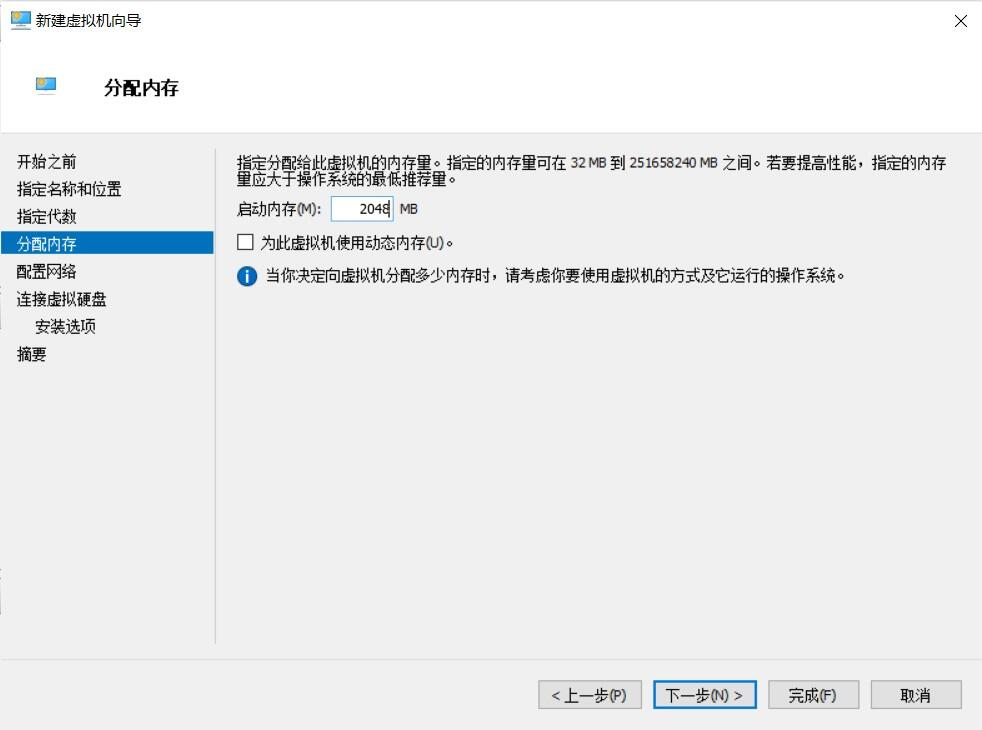 新建虚拟机向导
分配内存
开始之前
指定名称和位置
指定代数
分配内存
配置网络
连接虚拟硬盘
安装选项
摘要
指定分配给此虚拟机的内存量。指定的内存量可在 32 MB 到 251658240 MB 之间。若要提高性能，指定的内存
量应大于操作系统的最低推荐量。
启动内存(M): 2048 MB
为此虚拟机使用动态内存(U)。
当你决定向虚拟机分配多少内存时，请考虑你要使用虚拟机的方式及它运行的操作系统。
< 上一步(P) 下一步(N) > 完成(F) 取消